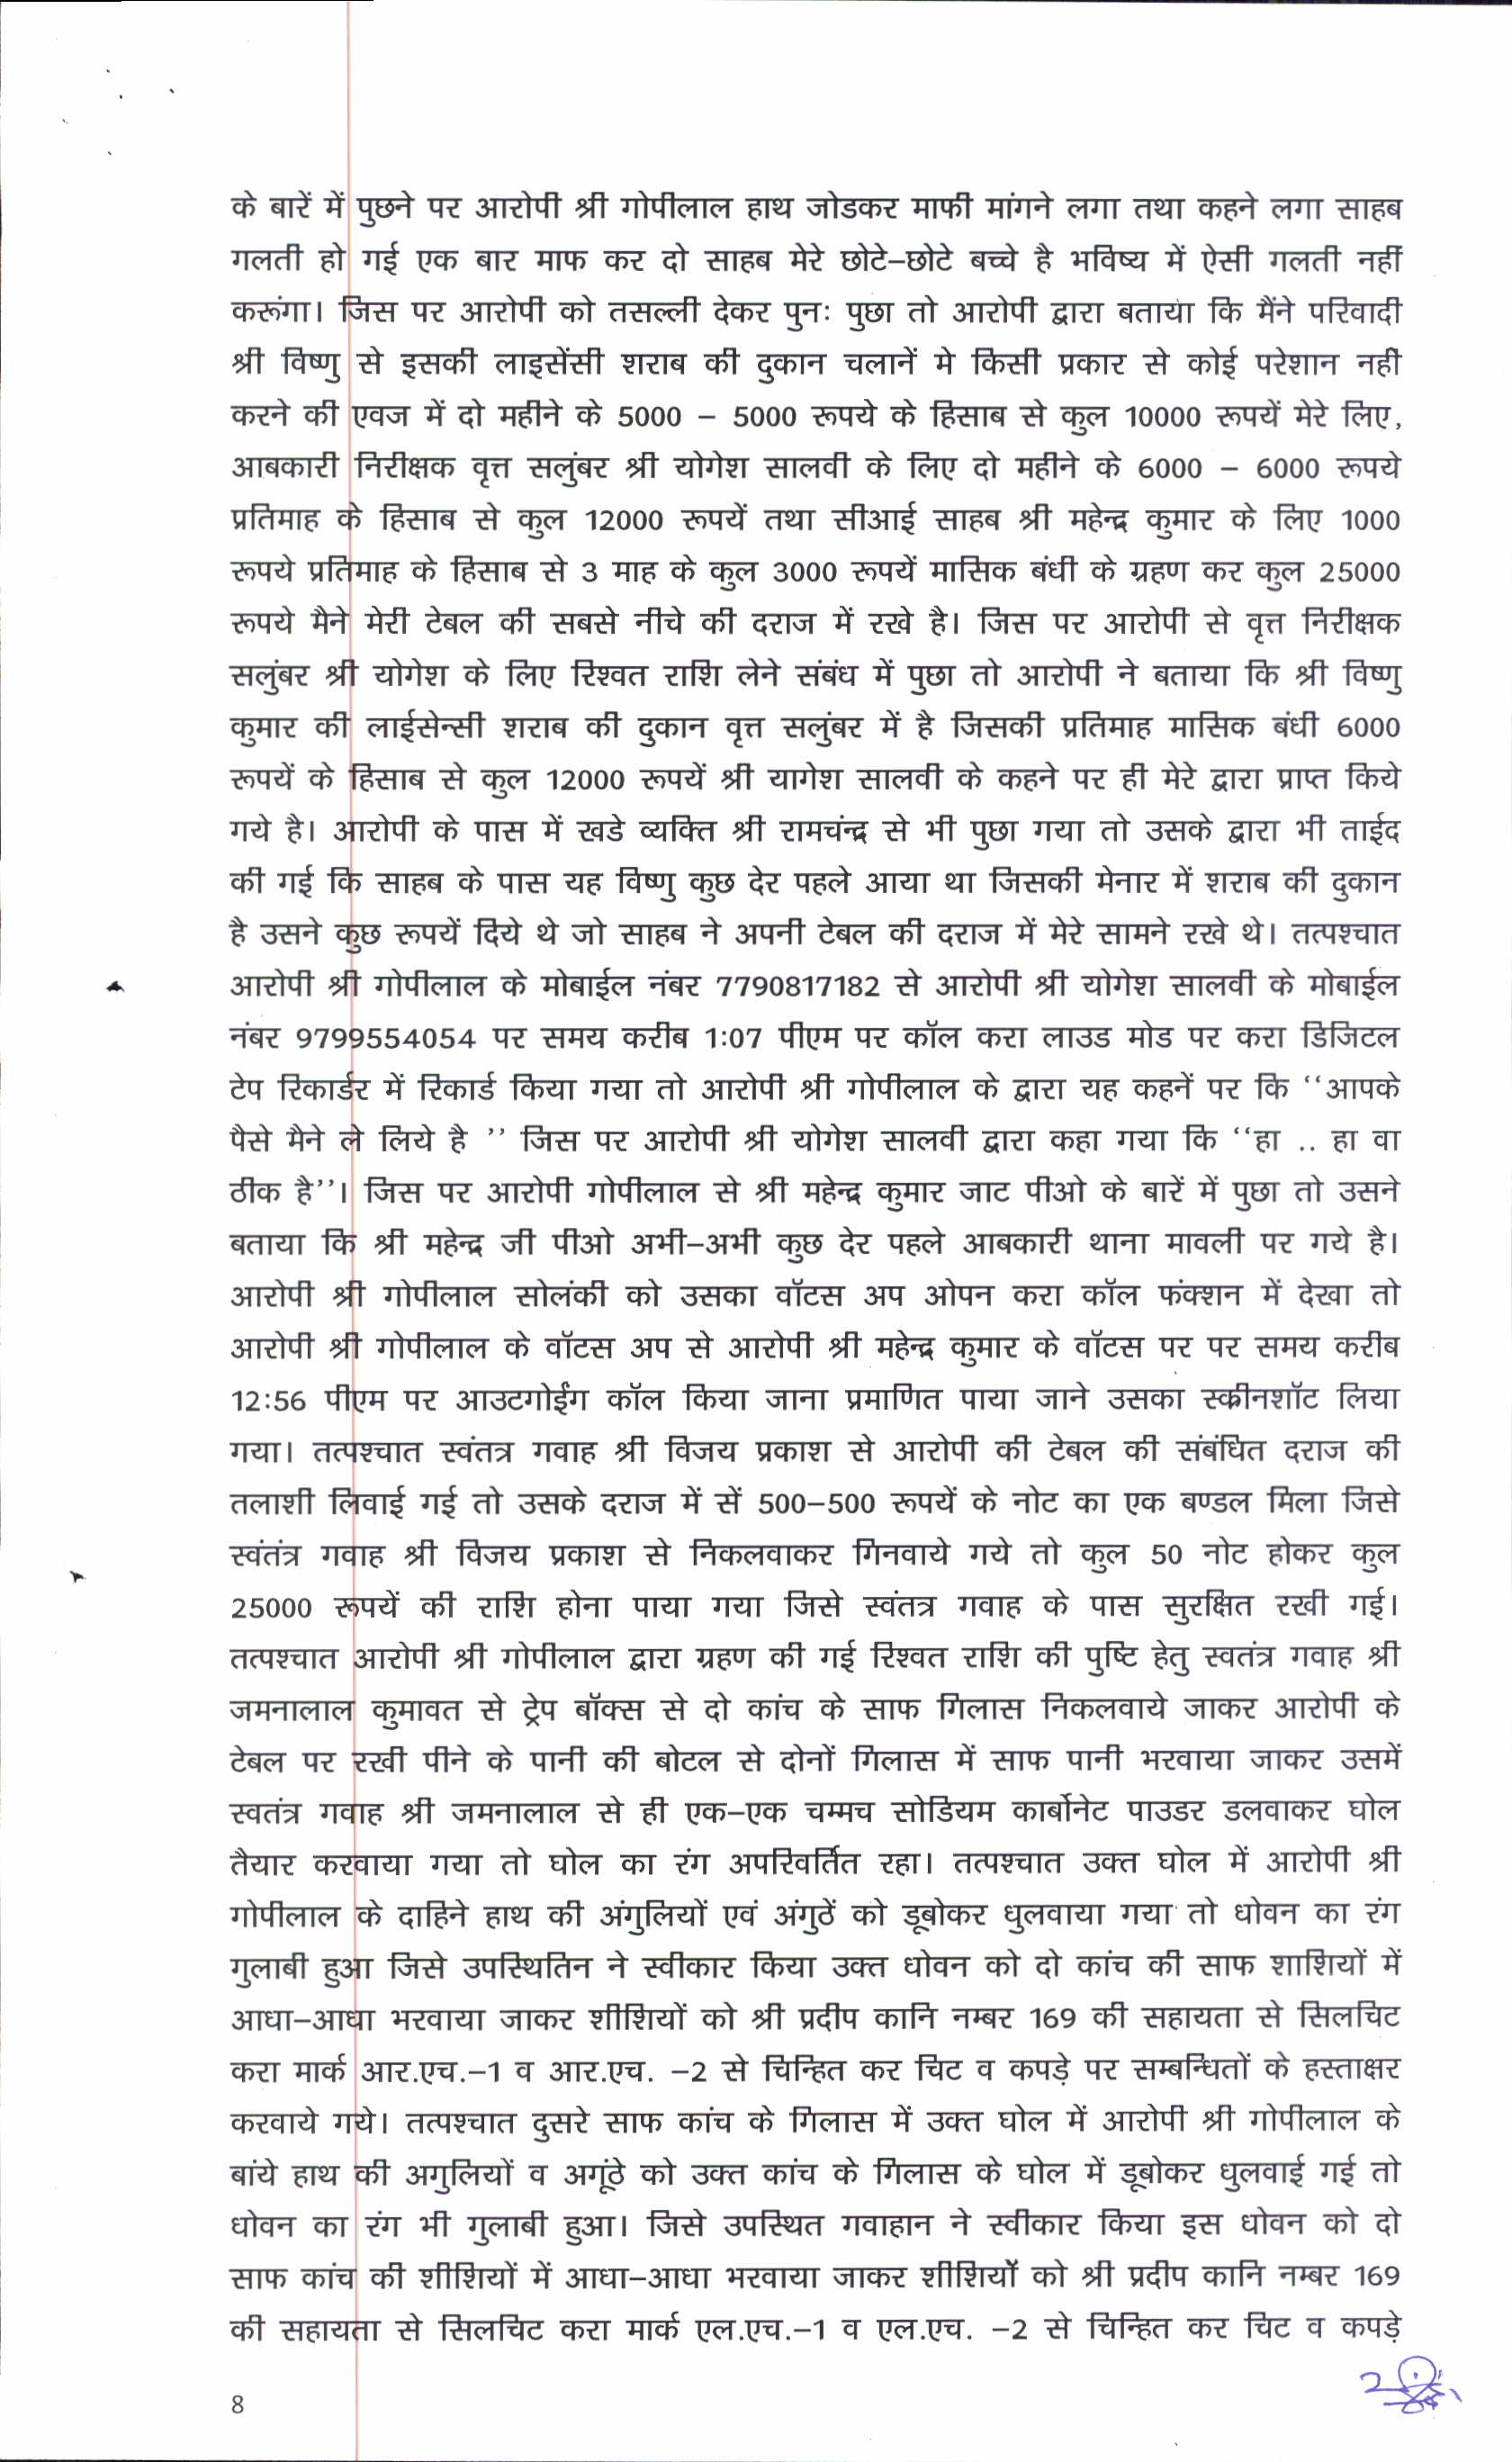 के बारें में पुछने पर आरोपी श्री गोपीलाल हाथ जोडकर माफी मांगने लगा तथा कहने लगा साहब
गलती हो गई एक बार माफ कर दो साहब मेरे छोटे–छोटे बच्चे है भविष्य में ऐसी गलती नहीं
करूंगा। जिस पर आरोपी को तसल्ली देकर पुनः पुछा तो आरोपी द्वारा बताया कि मैंने परिवादी
श्री विष्णु से इसकी लाइसेंसी शराब की दुकान चलानें मे किसी प्रकार से कोई परेशान नही
करने की एवज में दो महीने के 5000 – 5000 रूपये के हिसाब से कुल 10000 रूपयें मेरे लिए,
आबकारी निरीक्षक वृत्त सलुंबर श्री योगेश सालवी के लिए दो महीने के 6000 – 6000 रूपये
प्रतिमाह के हिसाब से कुल 12000 रूपयें तथा सीआई साहब श्री महेन्द्र कुमार के लिए 1000
रूपये प्रतिमाह के हिसाब से 3 माह के कुल 3000 रूपयें मासिक बंधी के ग्रहण कर कुल 25000
रूपये मैने मेरी टेबल की सबसे नीचे की दराज में रखे है। जिस पर आरोपी से वृत्त निरीक्षक
सलुंबर श्री योगेश के लिए रिश्वत राशि लेने संबंध में पुछा तो आरोपी ने बताया कि श्री विष्णु
कुमार की लाईसेन्सी शराब की दुकान वृत्त सलुंबर में है जिसकी प्रतिमाह मासिक बंधी 6000
रूपयें के हिसाब से कुल 12000 रूपयें श्री यागेश सालवी के कहने पर ही मेरे द्वारा प्राप्त किये
गये है। आरोपी के पास में खडे व्यक्ति श्री रामचंन्द्र से भी पुछा गया तो उसके द्वारा भी ताईद
की गई कि साहब के पास यह विष्णु कुछ देर पहले आया था जिसकी मेनार में शराब की दुकान
है उसने कुछ रूपयें दिये थे जो साहब ने अपनी टेबल की दराज में मेरे सामने रखे थे। तत्पश्चात
आरोपी श्री गोपीलाल के मोबाईल नंबर 7790817182 से आरोपी श्री योगेश सालवी के मोबाईल
नंबर 9799554054 पर समय करीब 1:07 पीएम पर कॉल करा लाउड मोड पर करा डिजिटल
टेप रिकार्डर में रिकार्ड किया गया तो आरोपी श्री गोपीलाल के द्वारा यह कहनें पर कि ‘‘आपके
पैसे मैने ले लिये है ’’ जिस पर आरोपी श्री योगेश सालवी द्वारा कहा गया कि ‘‘हा .. हा वा
ठीक है’’। जिस पर आरोपी गोपीलाल से श्री महेन्द्र कुमार जाट पीओ के बारें में पुछा तो उसने
बताया कि श्री महेन्द्र जी पीओ अभी–अभी कुछ देर पहले आबकारी थाना मावली पर गये है।
आरोपी श्री गोपीलाल सोलंकी को उसका वॉटस अप ओपन करा कॉल फंक्शन में देखा तो
आरोपी श्री गोपीलाल के वॉटस अप से आरोपी श्री महेन्द्र कुमार के वॉटस पर पर समय करीब
12:56 पीएम पर आउटगोईंग कॉल किया जाना प्रमाणित पाया जाने उसका स्क्रीनशॉट लिया
गया। तत्पश्चात स्वंतत्र गवाह श्री विजय प्रकाश से आरोपी की टेबल की संबंधित दराज की
तलाशी लिवाई गई तो उसके दराज में सें 500–500 रूपयें के नोट का एक बण्डल मिला जिसे
स्वंतंत्र गवाह श्री विजय प्रकाश से निकलवाकर गिनवाये गये तो कुल 50 नोट होकर कुल
25000 रूपयें की राशि होना पाया गया जिसे स्वंतत्र गवाह के पास सुरक्षित रखी गई।
तत्पश्चात आरोपी श्री गोपीलाल द्वारा ग्रहण की गई रिश्वत राशि की पुष्टि हेतु स्वतंत्र गवाह श्री
जमनालाल कुमावत से ट्रेप बॉक्स से दो कांच के साफ गिलास निकलवाये जाकर आरोपी के
टेबल पर रखी पीने के पानी की बोटल से दोनों गिलास में साफ पानी भरवाया जाकर उसमें
स्वतंत्र गवाह श्री जमनालाल से ही एक–एक चम्मच सोडियम कार्बोनेट पाउडर डलवाकर घोल
तैयार करवाया गया तो घोल का रंग अपरिवर्तित रहा। तत्पश्चात उक्त घोल में आरोपी श्री
गोपीलाल के दाहिने हाथ की अंगुलियों एवं अंगुठें को डूबोकर धुलवाया गया तो धोवन का रंग
गुलाबी हुआ जिसे उपस्थितिन ने स्वीकार किया उक्त धोवन को दो कांच की साफ शाशियों में
आधा–आधा भरवाया जाकर शीशियों को श्री प्रदीप कानि नम्बर 169 की सहायता से सिलचिट
करा मार्क आर.एच.–1 व आर.एच. –2 से चिन्हित कर चिट व कपड़े पर सम्बन्धितों के हस्ताक्षर
करवाये गये। तत्पश्चात दुसरे साफ कांच के गिलास में उक्त घोल में आरोपी श्री गोपीलाल के
बांये हाथ की अगुलियों व अगूंठे को उक्त कांच के गिलास के घोल में डूबोकर धुलवाई गई तो
धोवन का रंग भी गुलाबी हुआ। जिसे उपस्थित गवाहान ने स्वीकार किया इस धोवन को दो
साफ कांच की शीशियों में आधा–आधा भरवाया जाकर शीशियों को श्री प्रदीप कानि नम्बर 169
की सहायता से सिलचिट करा मार्क एल.एच.–1 व एल.एच. –2 से चिन्हित कर चिट व कपड़े
8